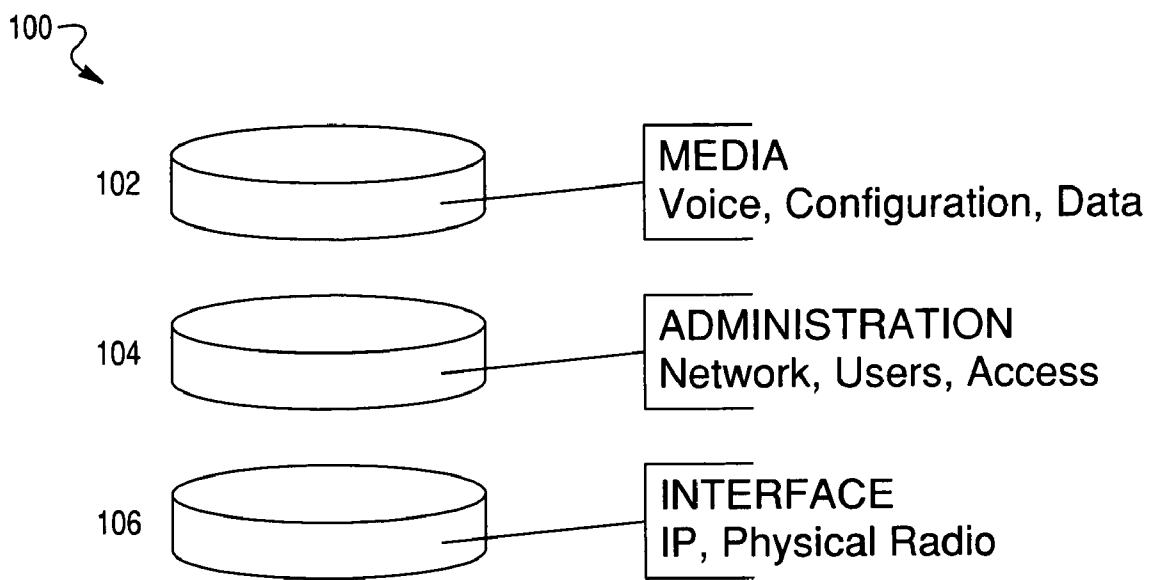 100
102
MEDIA
Voice, Configuration, Data
104
ADMINISTRATION
Network, Users, Access
106
INTERFACE
IP, Physical Radio